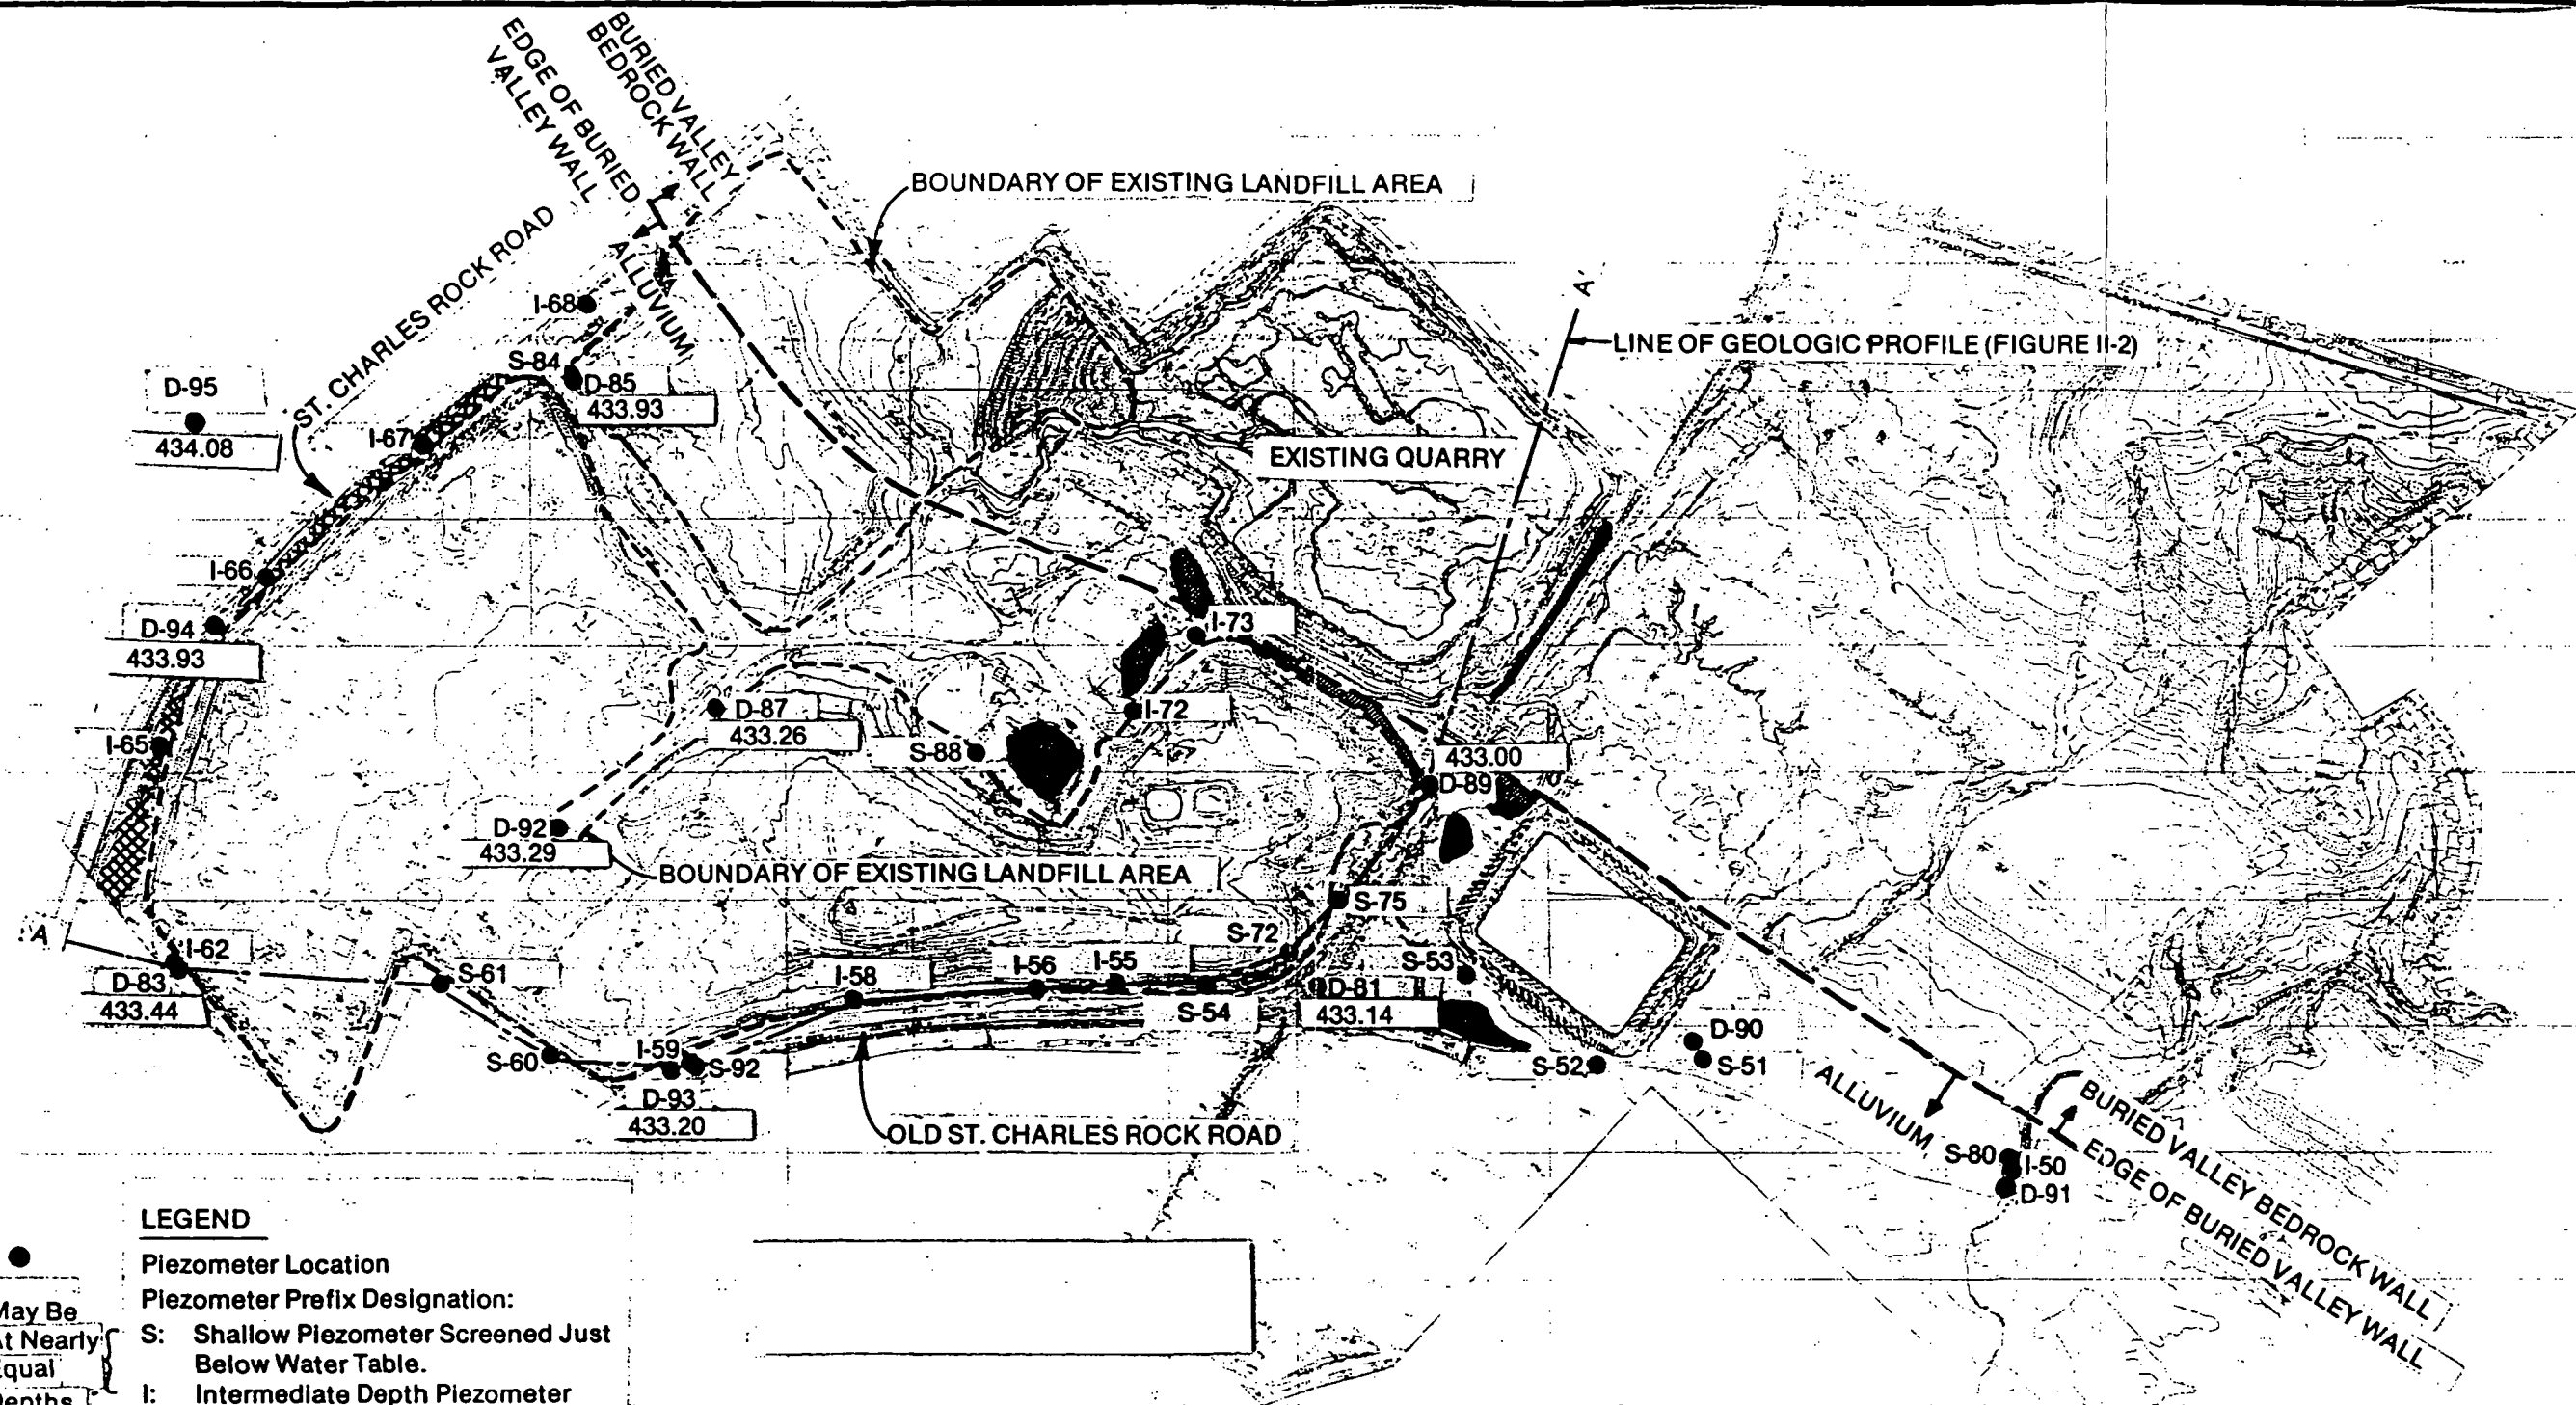 BURIED VALLEY
BEDROCK WALL
EDGE OF BURIED
VALLEY WALL
ALLUVIUM
ST. CHARLES ROCK ROAD
BOUNDARY OF EXISTING LANDFILL AREA
A'
LINE OF GEOLOGIC PROFILE (FIGURE II-2)
I-68
S-84
D-85
433.93
D-95
434.08
I-67
EXISTING QUARRY
I-66
D-94
433.93
I-73
I-65
D-87
433.26
I-72
S-88
433.00
D-89
D-92
433.29
BOUNDARY OF EXISTING LANDFILL AREA
S-75
S-72
A
I-62
D-83
433.44
S-61
I-58
I-56
I-55
S-54
S-53
D-81
433.14
S-60
I-59
S-92
D-93
433.20
OLD ST. CHARLES ROCK ROAD
S-52
D-90
S-51
ALLUVIUM
S-80
I-50
D-91
BURIED VALLEY BEDROCK WALL
EDGE OF BURIED VALLEY WALL
LEGEND
Piezometer Location
Piezometer Prefix Designation:
May Be
At Nearly
Equal
Depths
S: Shallow Piezometer Screened Just
Below Water Table.
I: Intermediate Depth Piezometer